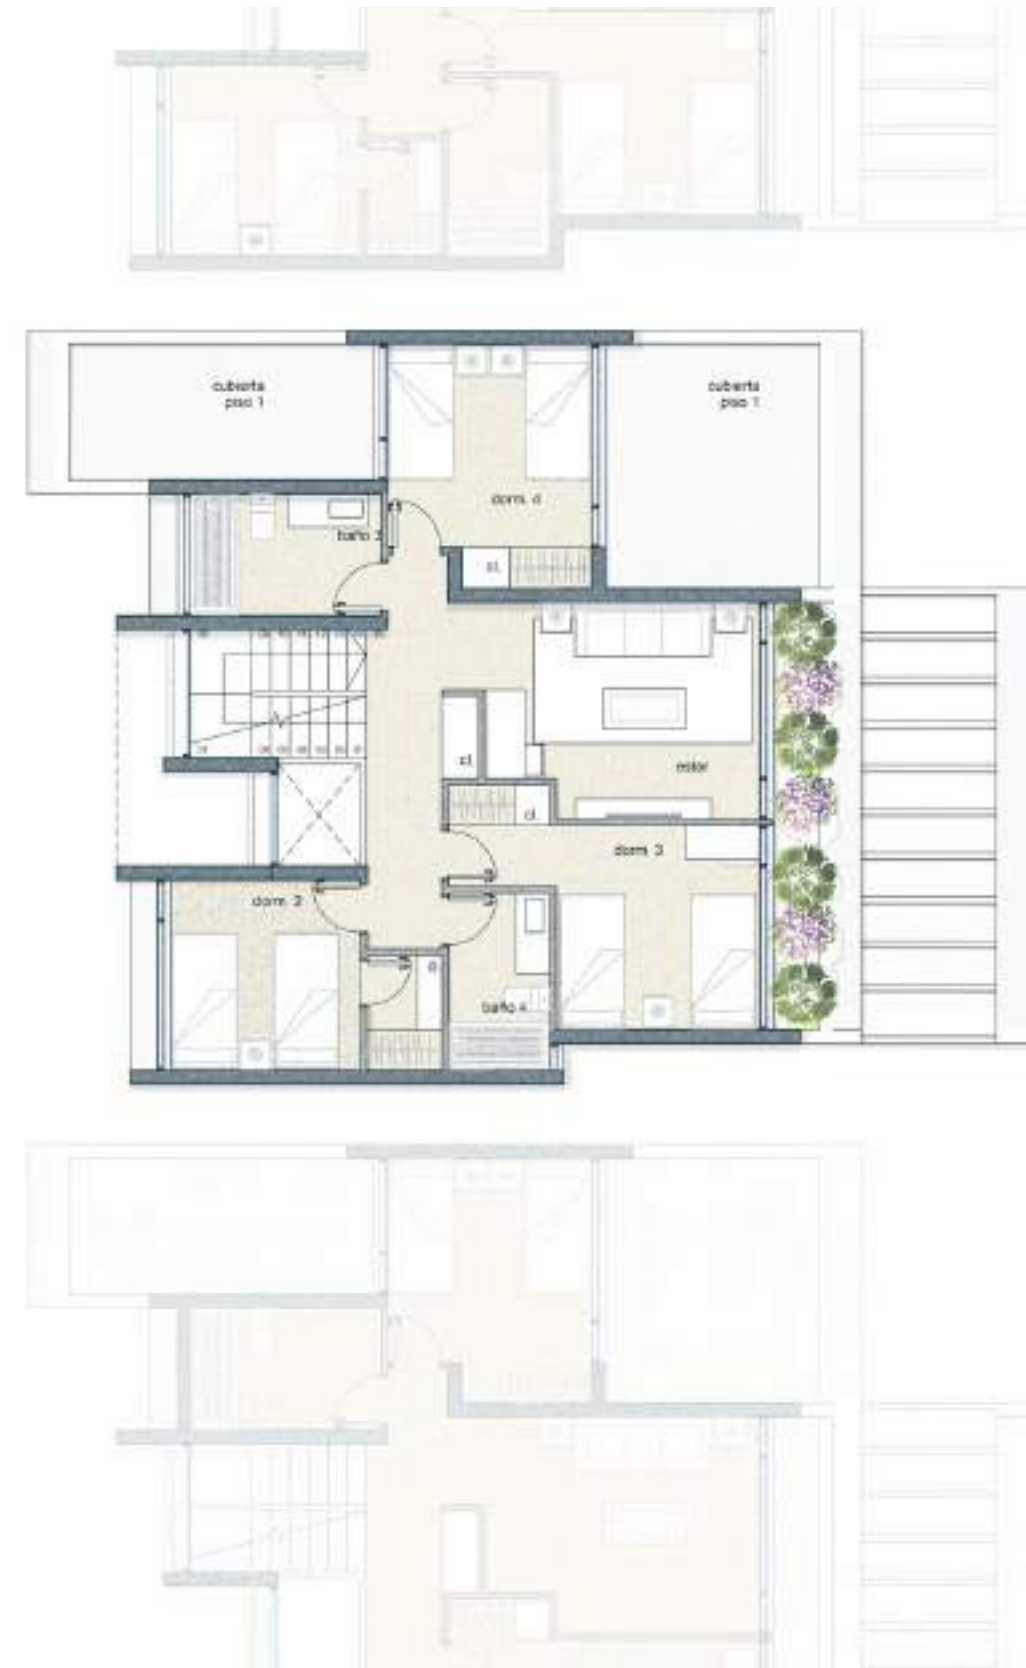 cubierta
piso 1
cubierta
piso 1
dorm. 4
baño 3
cl.
estar
cl.
cl.
dorm. 3
dorm. 2
cl.
baño 4